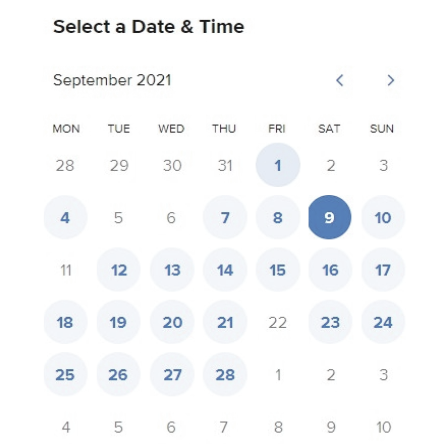 Select a Date & Time
September 2021 < >
MON TUE WED THU FRI SAT SUN
28 29 30 31 1 2 3
4 5 6 7 8 9 10
11 12 13 14 15 16 17
18 19 20 21 22 23 24
25 26 27 28 1 2 3
4 5 6 7 8 9 10